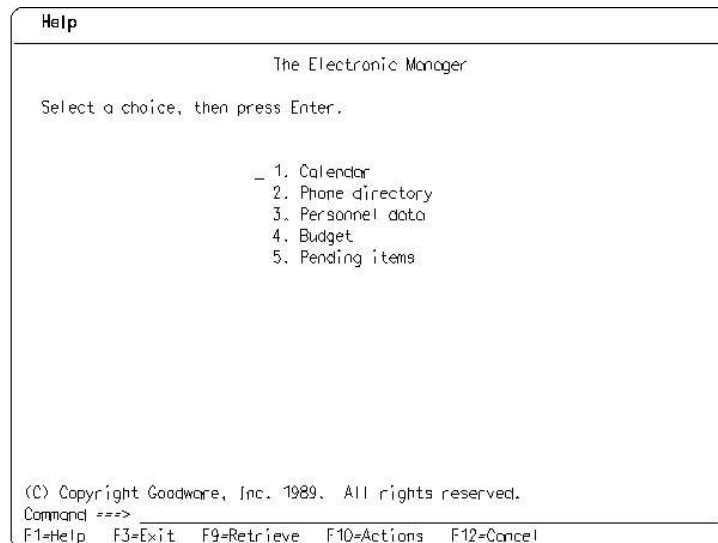 Help
The Electronic Manager
Select a choice, then press Enter.
_ 1. Calendar
2. Phone directory
3. Personnel data
4. Budget
5. Pending items
(C) Copyright Goodware, Inc. 1989. All rights reserved.
Command ===>
F1=Help F3=Exit F9=Retrieve F10=Actions F12=Cancel